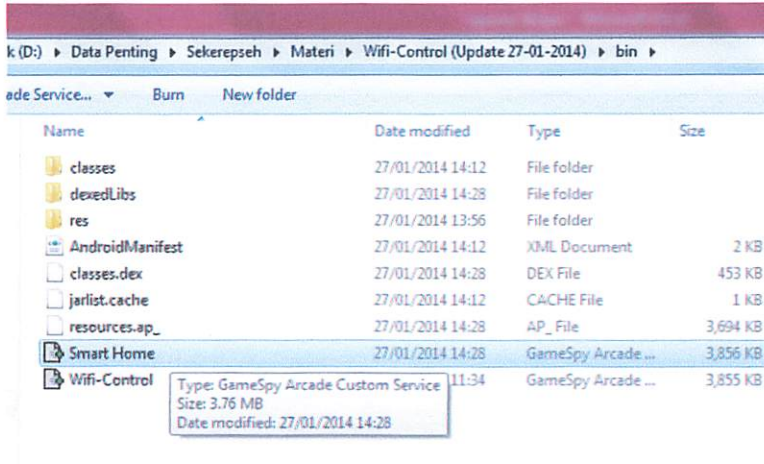 k (D:) ▸ Data Penting ▸ Sekerepseh ▸ Materi ▸ Wifi-Control (Update 27-01-2014) ▸ bin ▸
ade Service... ▾ Burn New folder
Name Date modified Type Size
classes 27/01/2014 14:12 File folder
dexedLibs 27/01/2014 14:28 File folder
res 27/01/2014 13:56 File folder
AndroidManifest 27/01/2014 14:12 XML Document 2 KB
classes.dex 27/01/2014 14:28 DEX File 453 KB
jarlist.cache 27/01/2014 14:12 CACHE File 1 KB
resources.ap_ 27/01/2014 14:28 AP_ File 3,694 KB
Smart Home 27/01/2014 14:28 GameSpy Arcade ... 3,856 KB
Wifi-Control 11:34 GameSpy Arcade ... 3,855 KB
Type: GameSpy Arcade Custom Service
Size: 3.76 MB
Date modified: 27/01/2014 14:28